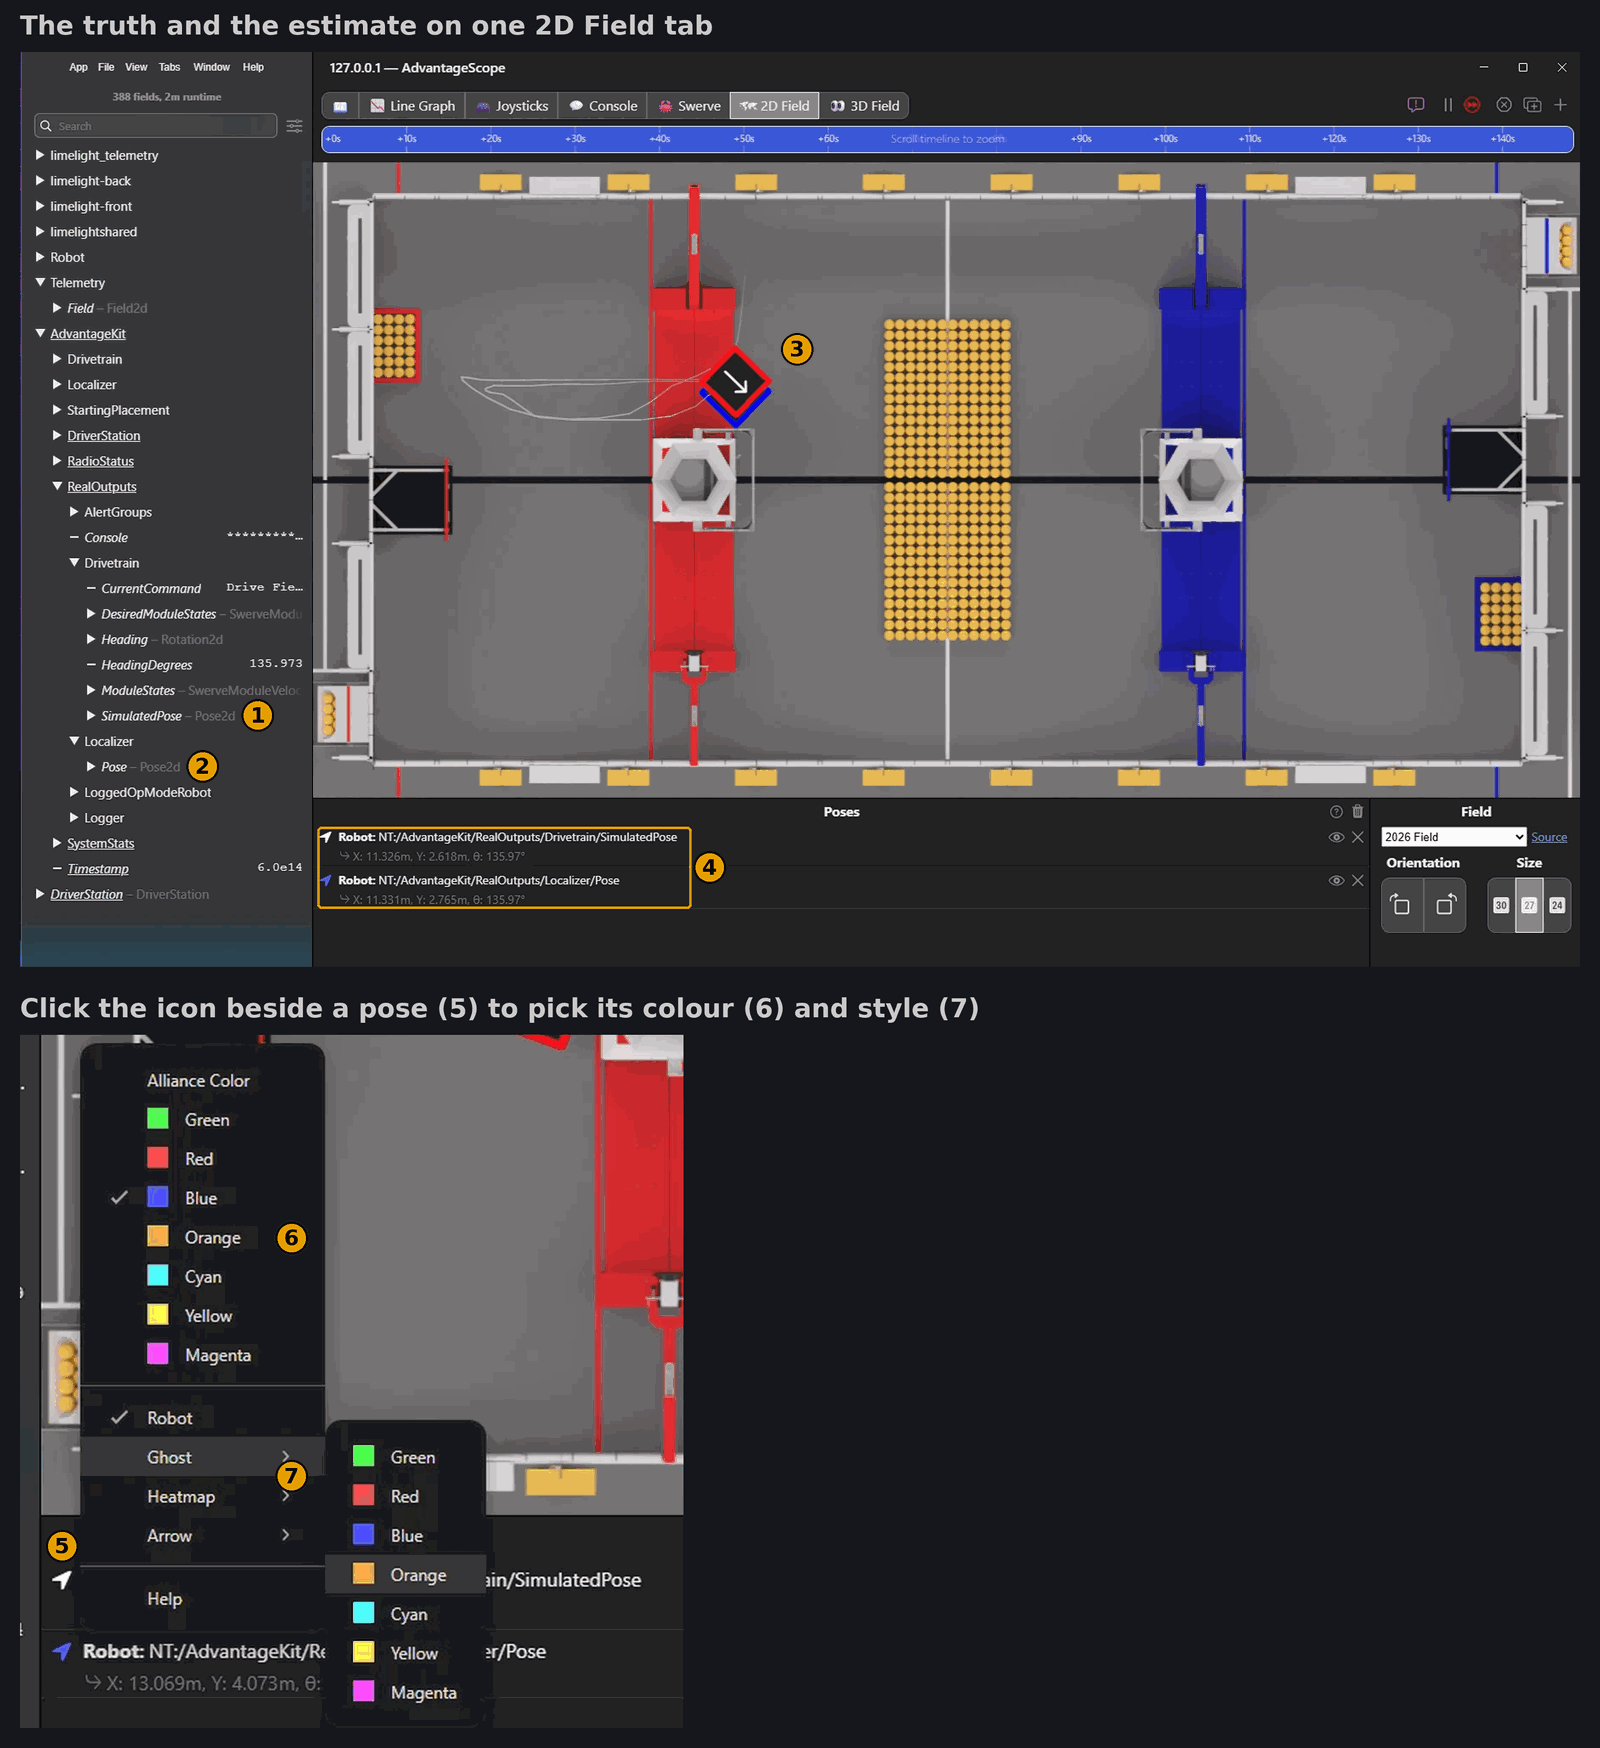 The truth and the estimate on one 2D Field tab
App File View Tabs Window Help
127.0.0.1 — AdvantageScope
388 fields, 2m runtime
Search
Line Graph Joysticks Console Swerve 2D Field 3D Field
+0s +10s +20s +30s +40s +50s +60s Scroll timeline to zoom +90s +100s +110s +120s +130s +140s
limelight_telemetry
limelight-back
limelight-front
limelightshared
Robot
Telemetry
Field – Field2d
AdvantageKit
Drivetrain
Localizer
StartingPlacement
DriverStation
RadioStatus
RealOutputs
AlertGroups
Console *********…
Drivetrain
CurrentCommand Drive Fie…
DesiredModuleStates – SwerveModu
Heading – Rotation2d
HeadingDegrees 135.973
ModuleStates – SwerveModuleVeloc
SimulatedPose – Pose2d 1
Localizer
Pose – Pose2d 2
LoggedOpModeRobot
Logger
SystemStats
Timestamp 6.0e14
DriverStation – DriverStation
3
Poses
Robot: NT:/AdvantageKit/RealOutputs/Drivetrain/SimulatedPose
X: 11.326m, Y: 2.618m, θ: 135.97°
4
Robot: NT:/AdvantageKit/RealOutputs/Localizer/Pose
X: 11.331m, Y: 2.765m, θ: 135.97°
Field
2026 Field Source
Orientation Size
30 27 24
Click the icon beside a pose (5) to pick its colour (6) and style (7)
Alliance Color
Green
Red
Blue
Orange 6
Cyan
Yellow
Magenta
Robot
Ghost
7
Heatmap
Arrow
5
Help
Green
Red
Blue
Orange
Cyan
Yellow
Magenta
ain/SimulatedPose
Robot: NT:/AdvantageKit/Re er/Pose
X: 13.069m, Y: 4.073m, θ: